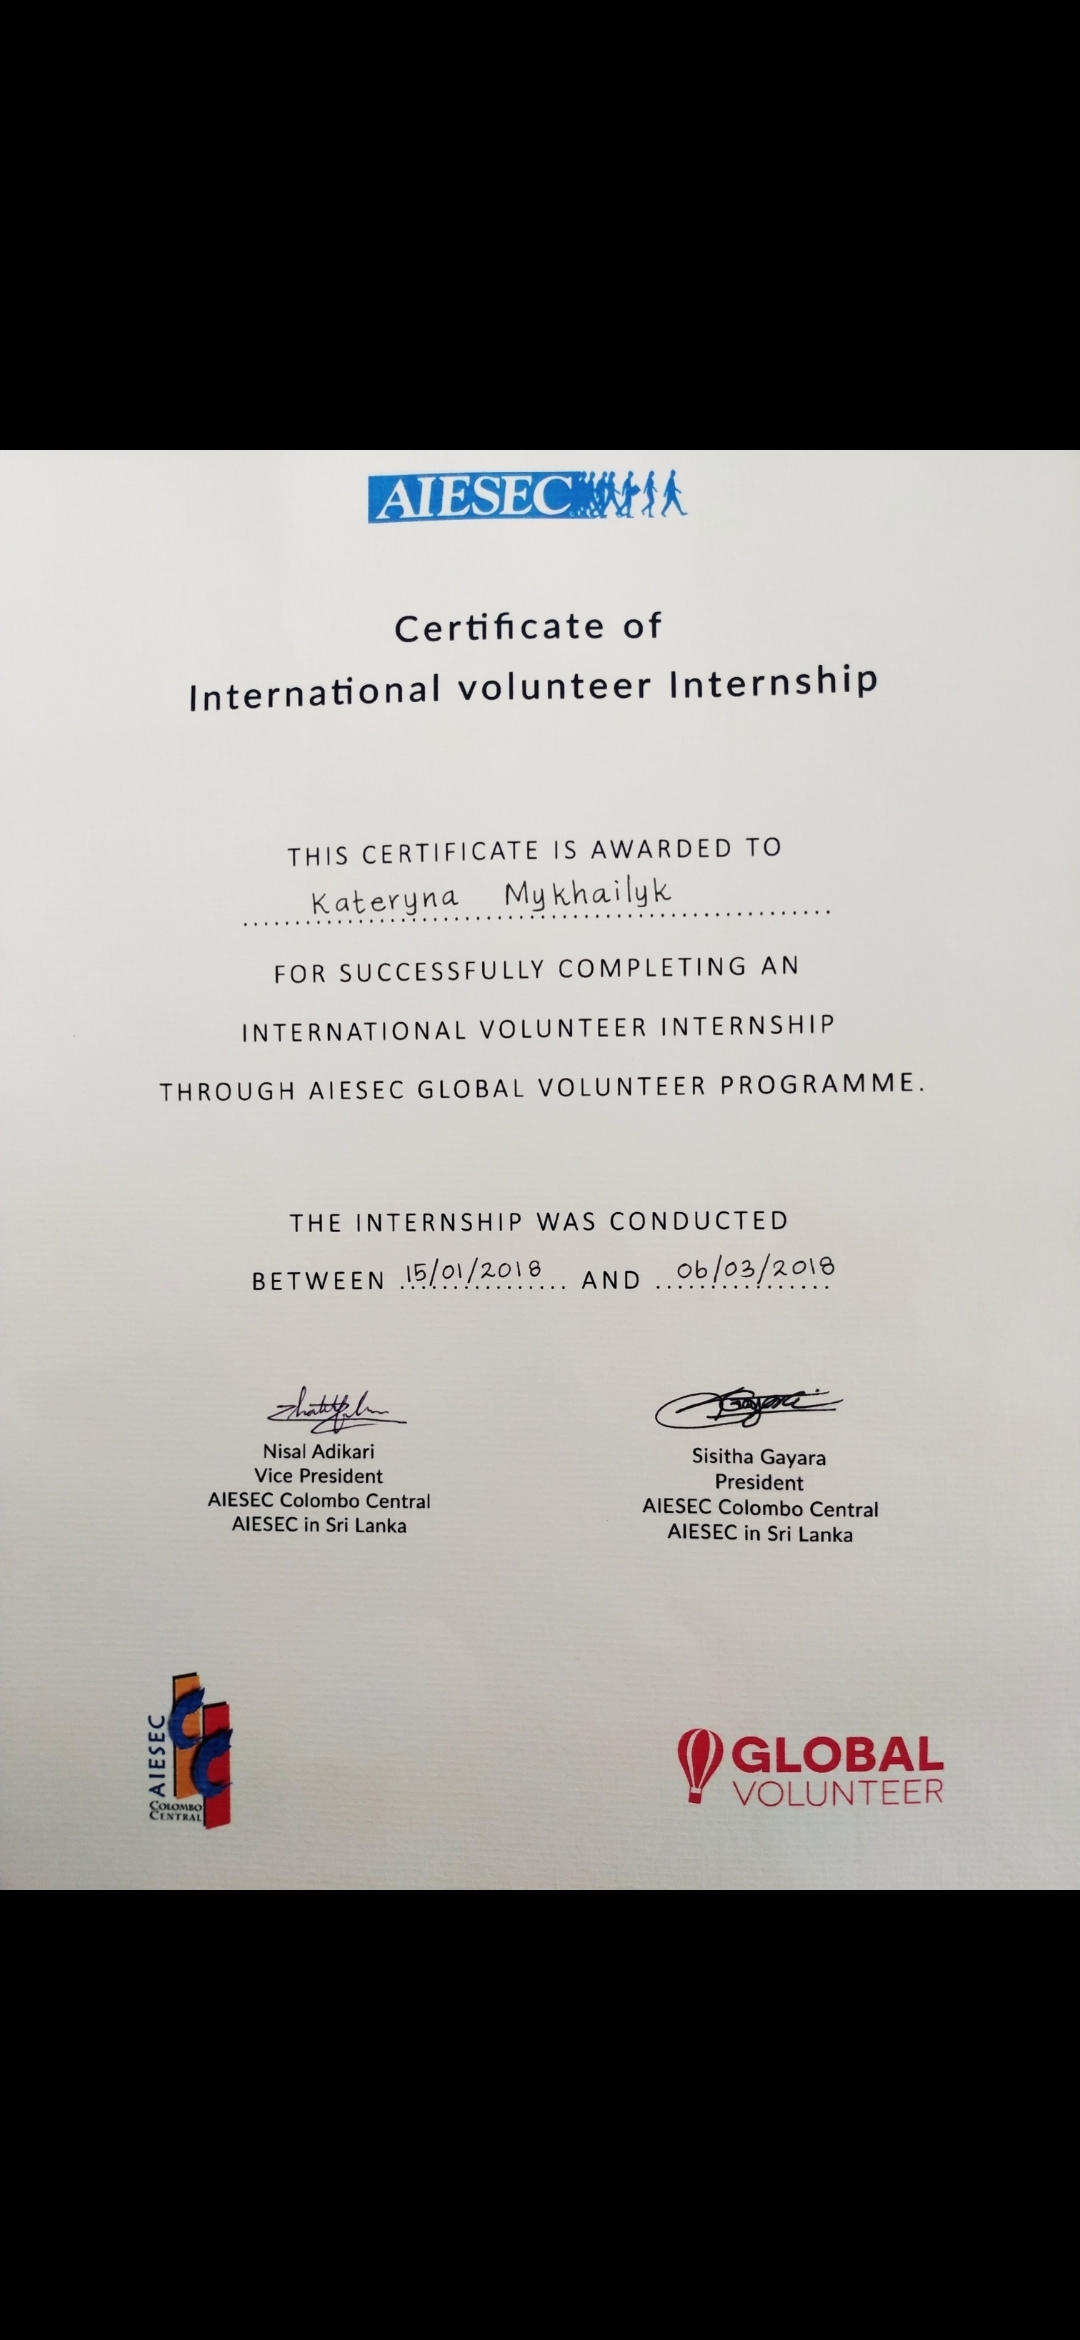 AIESEC
Certificate of
International volunteer Internship
THIS CERTIFICATE IS AWARDED TO
Kateryna Mykhailyk
FOR SUCCESSFULLY COMPLETING AN
INTERNATIONAL VOLUNTEER INTERNSHIP
THROUGH AIESEC GLOBAL VOLUNTEER PROGRAMME.
THE INTERNSHIP WAS CONDUCTED
BETWEEN 15/01/2018 AND 06/03/2018
Nisal Adikari
Vice President
AIESEC Colombo Central
AIESEC in Sri Lanka
Sisitha Gayara
President
AIESEC Colombo Central
AIESEC in Sri Lanka
AIESEC
CC
COLOMBO
CENTRAL
GLOBAL
VOLUNTEER